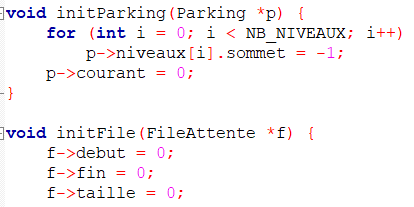 void initParking(Parking *p) {
    for (int i = 0; i < NB_NIVEAUX; i++)
        p->niveaux[i].sommet = -1;
    p->courant = 0;
}

void initFile(FileAttente *f) {
    f->debut = 0;
    f->fin = 0;
    f->taille = 0;